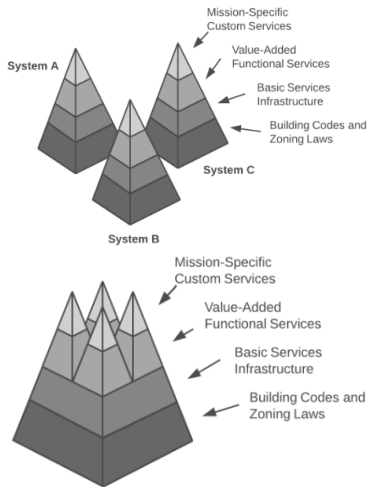 Mission-Specific
Custom Services
System A
Value-Added
Functional Services
Basic Services
Infrastructure
Building Codes and
Zoning Laws
System C
System B
Mission-Specific
Custom Services
Value-Added
Functional Services
Basic Services
Infrastructure
Building Codes and
Zoning Laws